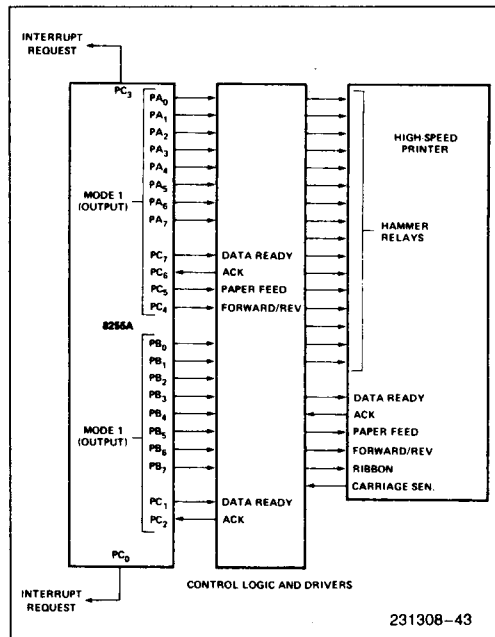 INTERRUPT
REQUEST
PC3
PA0
PA1
PA2
PA3
PA4
PA5
PA6
PA7
MODE 1
(OUTPUT)
PC7
PC6
PC5
PC4
DATA READY
ACK
PAPER FEED
FORWARD/REV
8255A
PB0
PB1
PB2
PB3
PB4
PB5
PB6
PB7
MODE 1
(OUTPUT)
PC1
PC2
DATA READY
ACK
PC0
INTERRUPT
REQUEST
CONTROL LOGIC AND DRIVERS
HIGH-SPEED
PRINTER
HAMMER
RELAYS
DATA READY
ACK
PAPER FEED
FORWARD/REV
RIBBON
CARRIAGE SEN.
231308-43